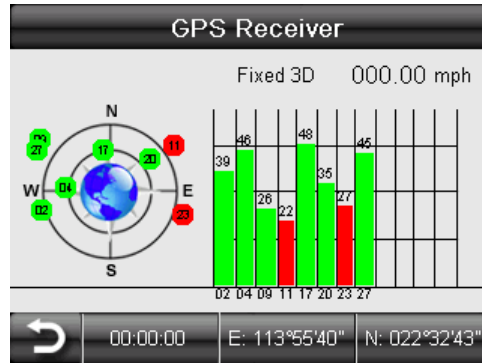 GPS Receiver
Fixed 3D 000.00 mph
N
W E
S
09
27
17
20
11
04
02
23
39 46 26 22 48 35 27 45
02 04 09 11 17 20 23 27
00:00:00 E: 113°55'40" N: 022°32'43"